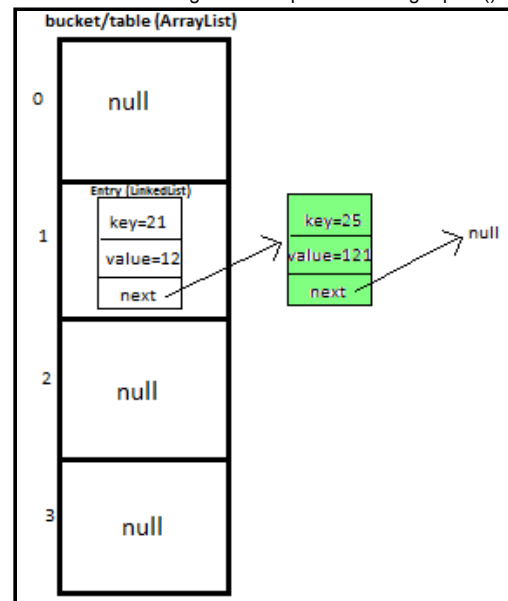 bucket/table (ArrayList)
0
null
Entry (LinkedList)
1
key=21
value=12
next
key=25
value=121
next
null
2
null
3
null